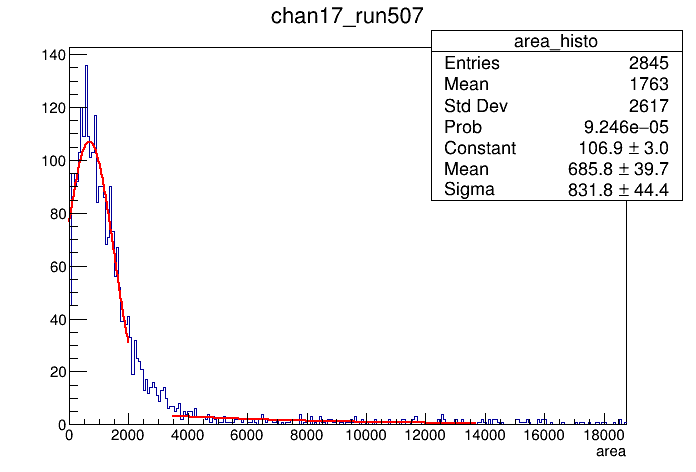 chan17_run507
area_histo
Entries 2845
Mean 1763
Std Dev 2617
Prob 9.246e−05
Constant 106.9 ± 3.0
Mean 685.8 ± 39.7
Sigma 831.8 ± 44.4
140
120
100
80
60
40
20
0
0 2000 4000 6000 8000 10000 12000 14000 16000 18000
area